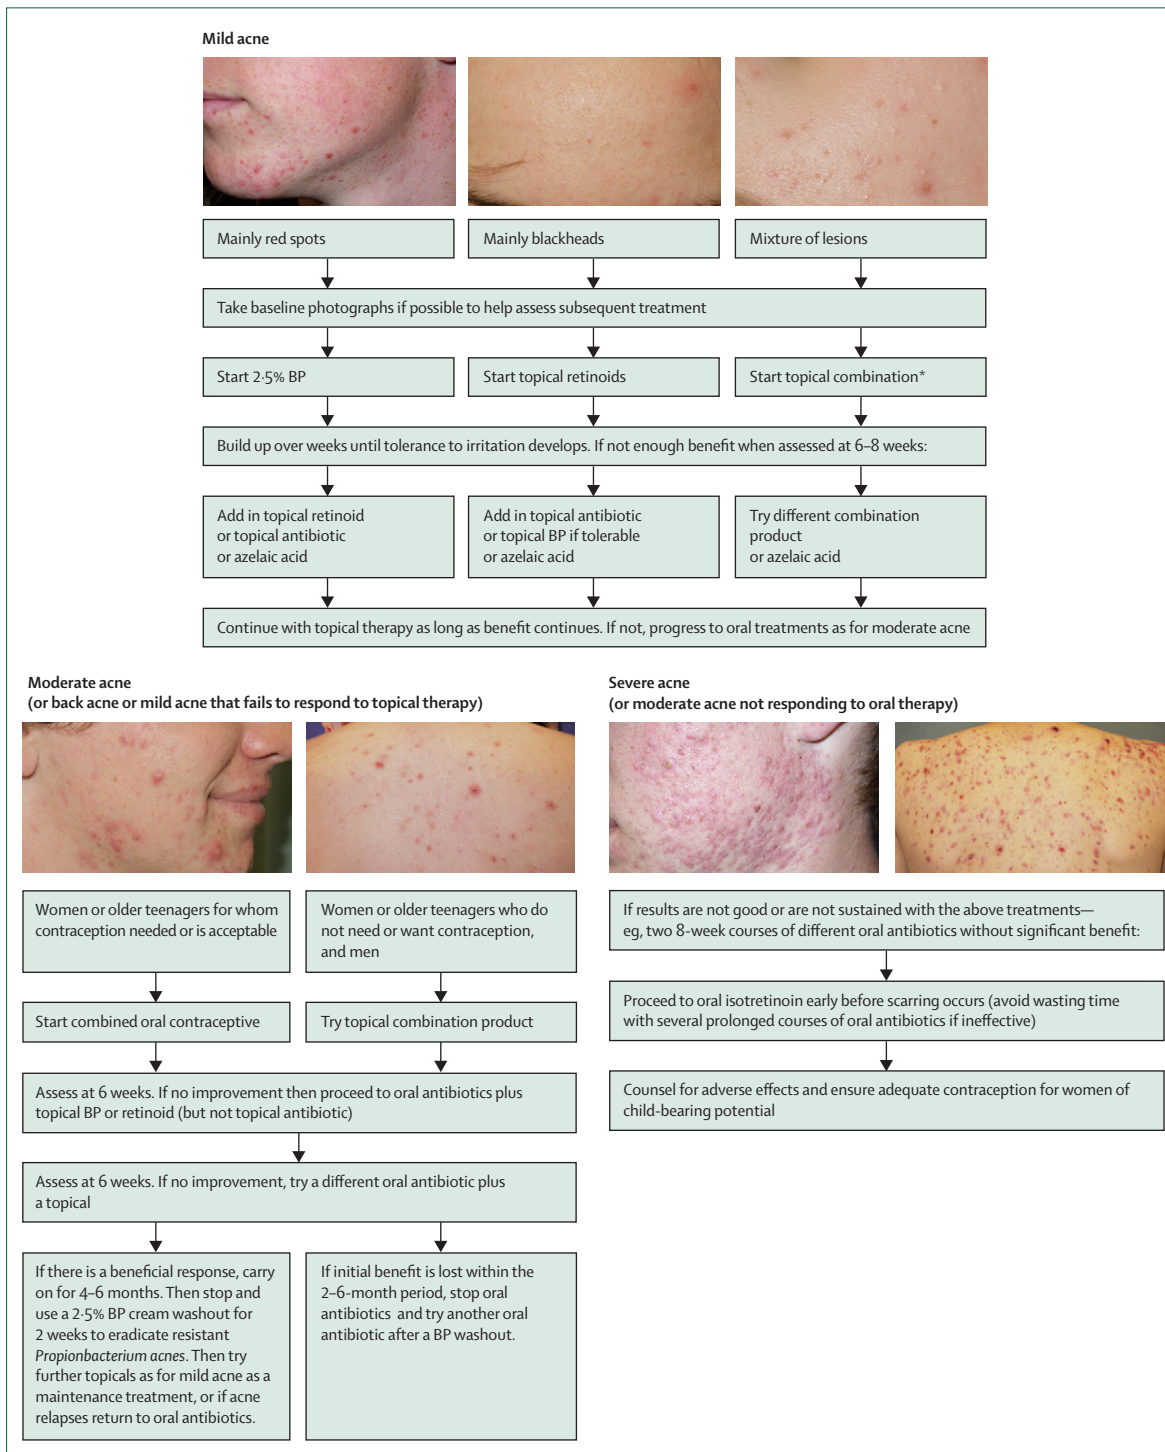 Mild acne
Mainly red spots
Mainly blackheads
Mixture of lesions
Take baseline photographs if possible to help assess subsequent treatment
Start 2·5% BP
Start topical retinoids
Start topical combination*
Build up over weeks until tolerance to irritation develops. If not enough benefit when assessed at 6–8 weeks:
Add in topical retinoid
or topical antibiotic
or azelaic acid
Add in topical antibiotic
or topical BP if tolerable
or azelaic acid
Try different combination
product
or azelaic acid
Continue with topical therapy as long as benefit continues. If not, progress to oral treatments as for moderate acne
Moderate acne
(or back acne or mild acne that fails to respond to topical therapy)
Women or older teenagers for whom
contraception needed or is acceptable
Women or older teenagers who do
not need or want contraception,
and men
Start combined oral contraceptive
Try topical combination product
Assess at 6 weeks. If no improvement then proceed to oral antibiotics plus
topical BP or retinoid (but not topical antibiotic)
Assess at 6 weeks. If no improvement, try a different oral antibiotic plus
a topical
If there is a beneficial response, carry
on for 4–6 months. Then stop and
use a 2·5% BP cream washout for
2 weeks to eradicate resistant
Propionbacterium acnes. Then try
further topicals as for mild acne as a
maintenance treatment, or if acne
relapses return to oral antibiotics.
If initial benefit is lost within the
2–6-month period, stop oral
antibiotics and try another oral
antibiotic after a BP washout.
Severe acne
(or moderate acne not responding to oral therapy)
If results are not good or are not sustained with the above treatments—
eg, two 8-week courses of different oral antibiotics without significant benefit:
Proceed to oral isotretinoin early before scarring occurs (avoid wasting time
with several prolonged courses of oral antibiotics if ineffective)
Counsel for adverse effects and ensure adequate contraception for women of
child-bearing potential